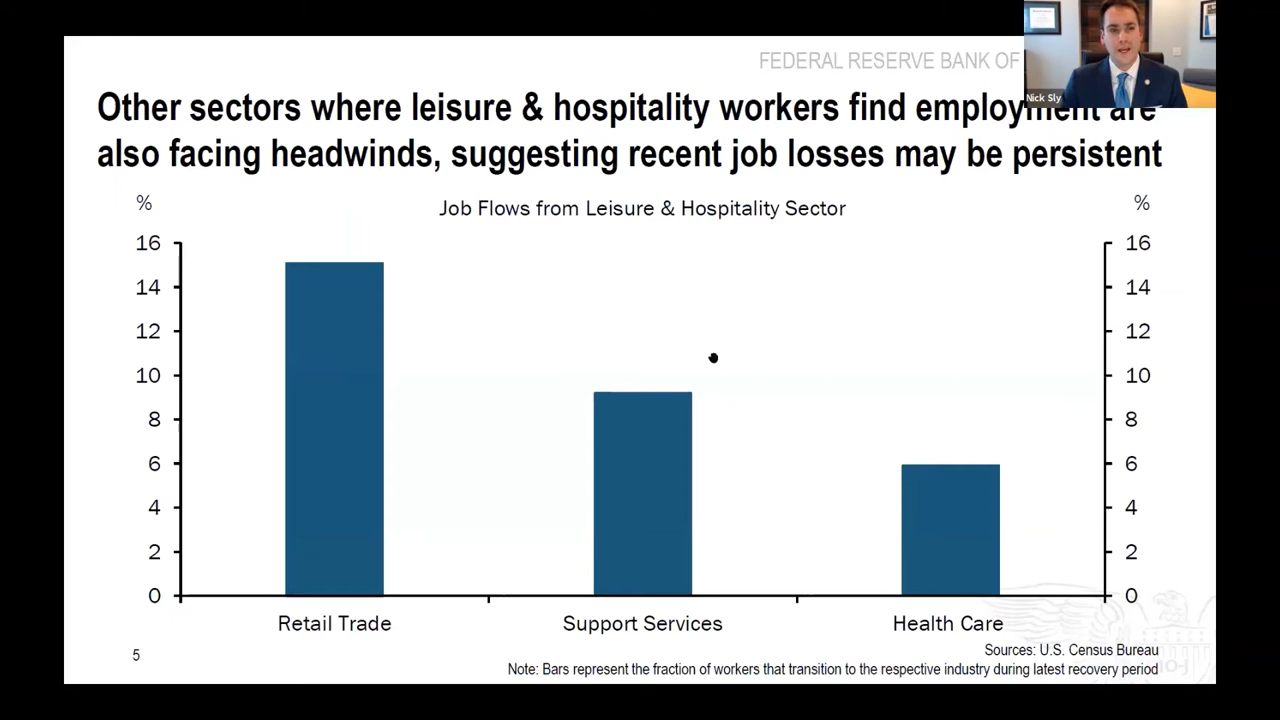 FEDERAL RESERVE BANK OF
Nick Sly
Other sectors where leisure & hospitality workers find employment are
also facing headwinds, suggesting recent job losses may be persistent
% %
Job Flows from Leisure & Hospitality Sector
16 16
14 14
12 12
10 10
8 8
6 6
4 4
2 2
0 0
Retail Trade Support Services Health Care
5
Sources: U.S. Census Bureau
Note: Bars represent the fraction of workers that transition to the respective industry during latest recovery period